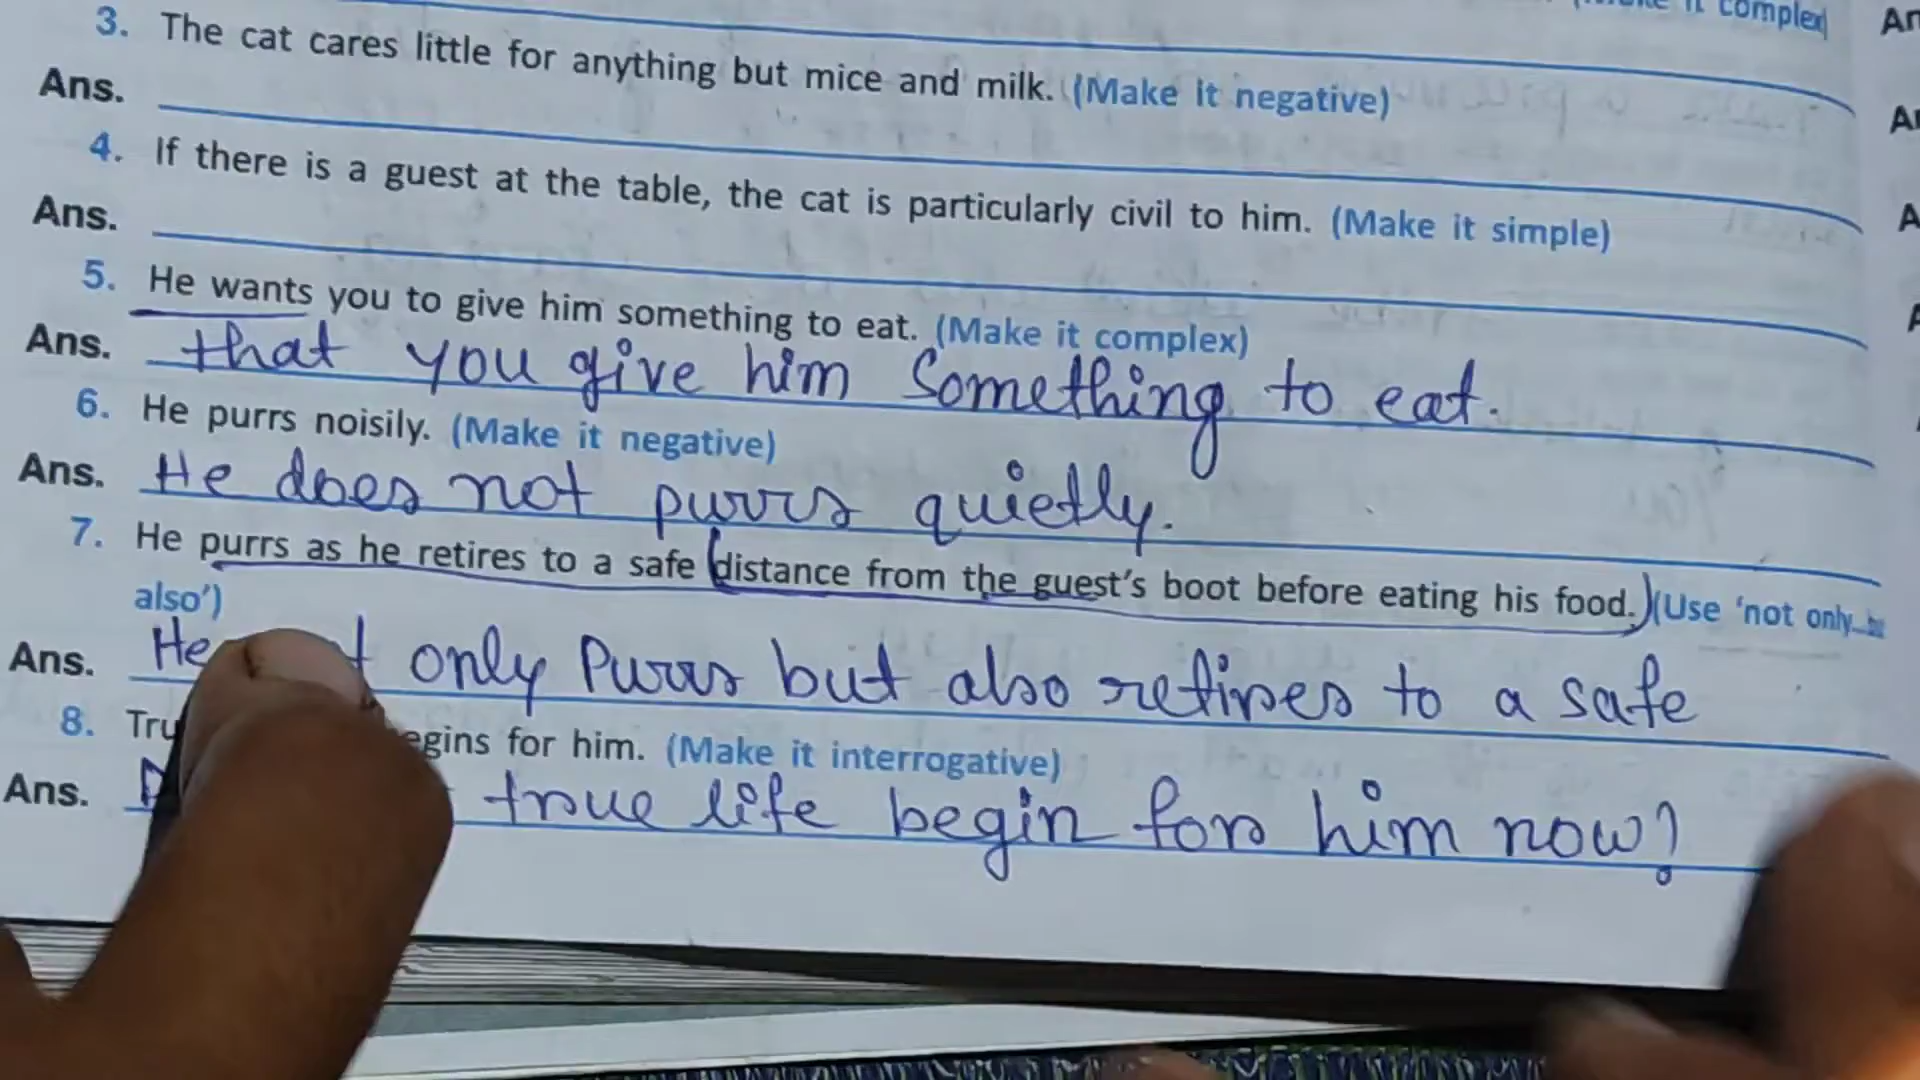 it complex
3. The cat cares little for anything but mice and milk. (Make it negative)
Ans.
4. If there is a guest at the table, the cat is particularly civil to him. (Make it simple)
Ans.
5. He wants you to give him something to eat. (Make it complex)
Ans. that you give him something to eat.
6. He purrs noisily. (Make it negative)
Ans. He does not purrs quietly.
7. He purrs as he retires to a safe distance from the guest's boot before eating his food. (Use 'not only
also')
Ans. He only Purrs but also retires to a safe
8. for him. (Make it interrogative)
Ans. true life begin for him now?